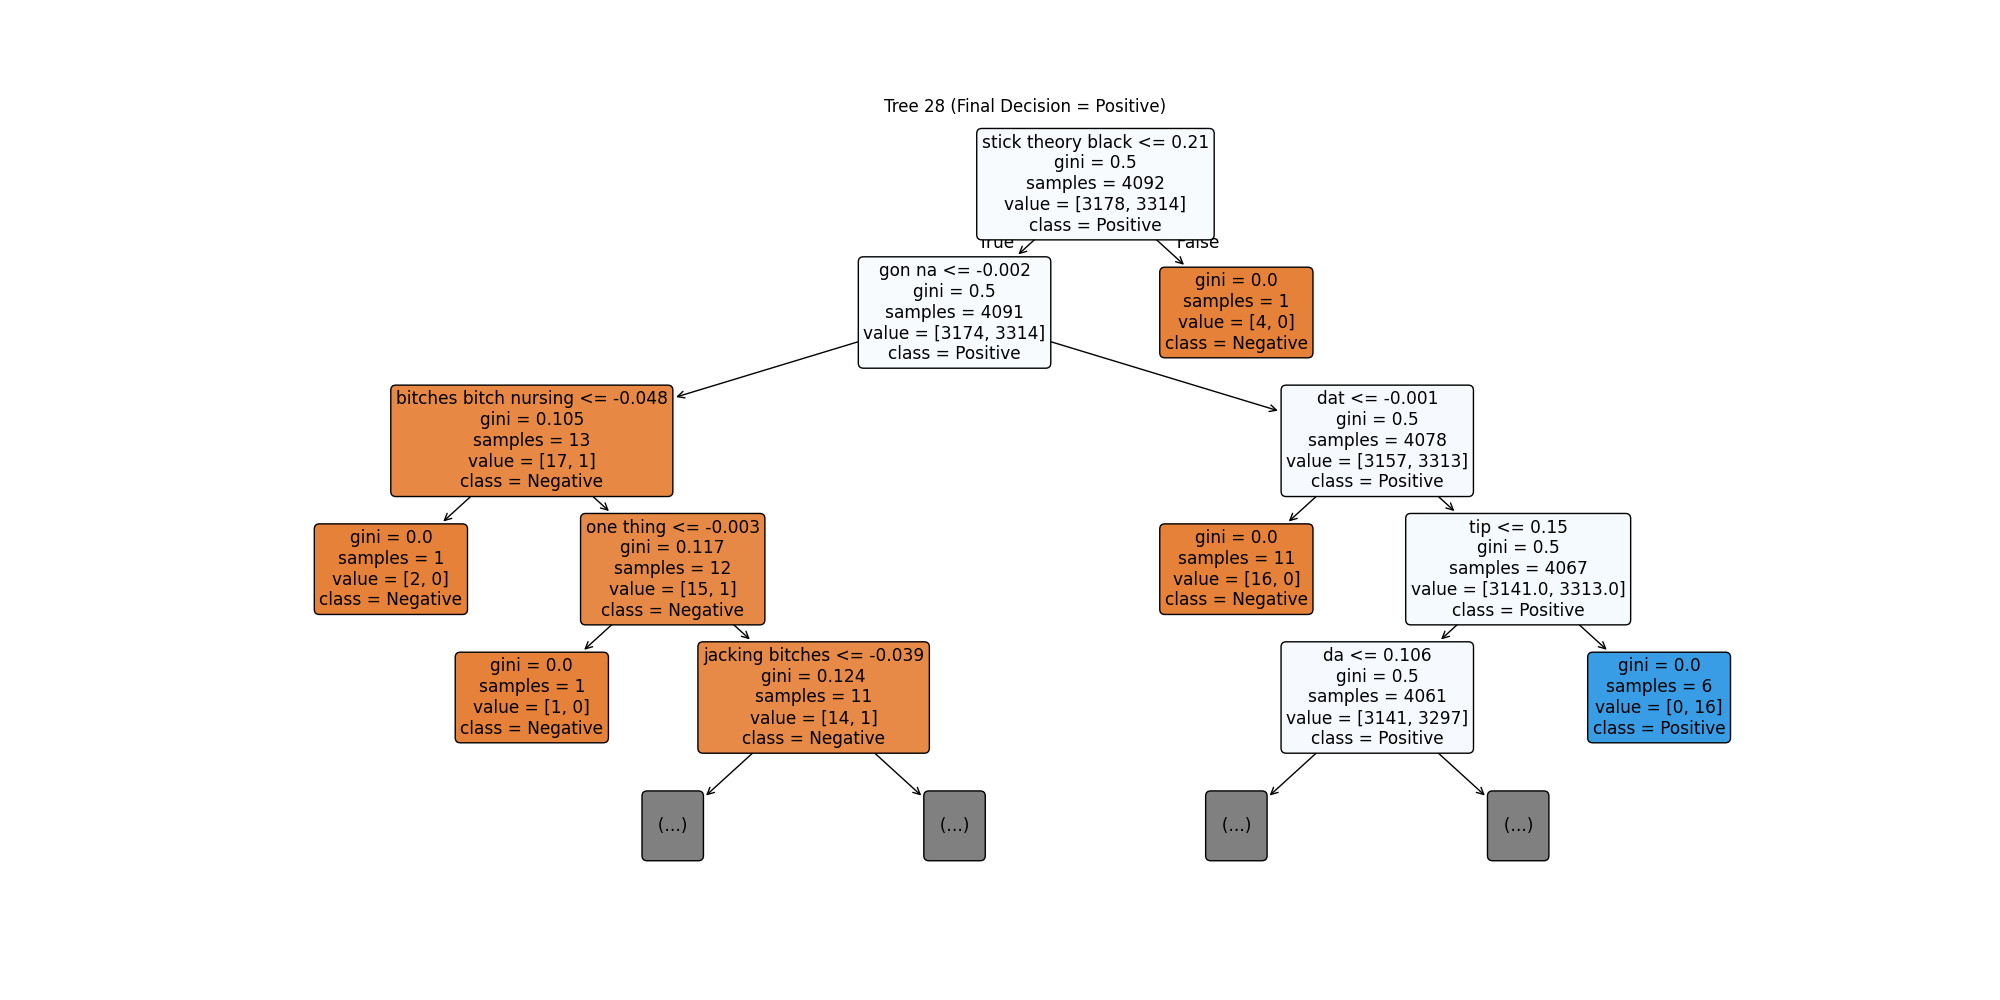 Tree 28 (Final Decision = Positive)
stick theory black <= 0.21
gini = 0.5
samples = 4092
value = [3178, 3314]
class = Positive
True
False
gon na <= -0.002
gini = 0.5
samples = 4091
value = [3174, 3314]
class = Positive
gini = 0.0
samples = 1
value = [4, 0]
class = Negative
bitches bitch nursing <= -0.048
gini = 0.105
samples = 13
value = [17, 1]
class = Negative
dat <= -0.001
gini = 0.5
samples = 4078
value = [3157, 3313]
class = Positive
gini = 0.0
samples = 1
value = [2, 0]
class = Negative
one thing <= -0.003
gini = 0.117
samples = 12
value = [15, 1]
class = Negative
gini = 0.0
samples = 11
value = [16, 0]
class = Negative
tip <= 0.15
gini = 0.5
samples = 4067
value = [3141.0, 3313.0]
class = Positive
gini = 0.0
samples = 1
value = [1, 0]
class = Negative
jacking bitches <= -0.039
gini = 0.124
samples = 11
value = [14, 1]
class = Negative
da <= 0.106
gini = 0.5
samples = 4061
value = [3141, 3297]
class = Positive
gini = 0.0
samples = 6
value = [0, 16]
class = Positive
(...)
(...)
(...)
(...)